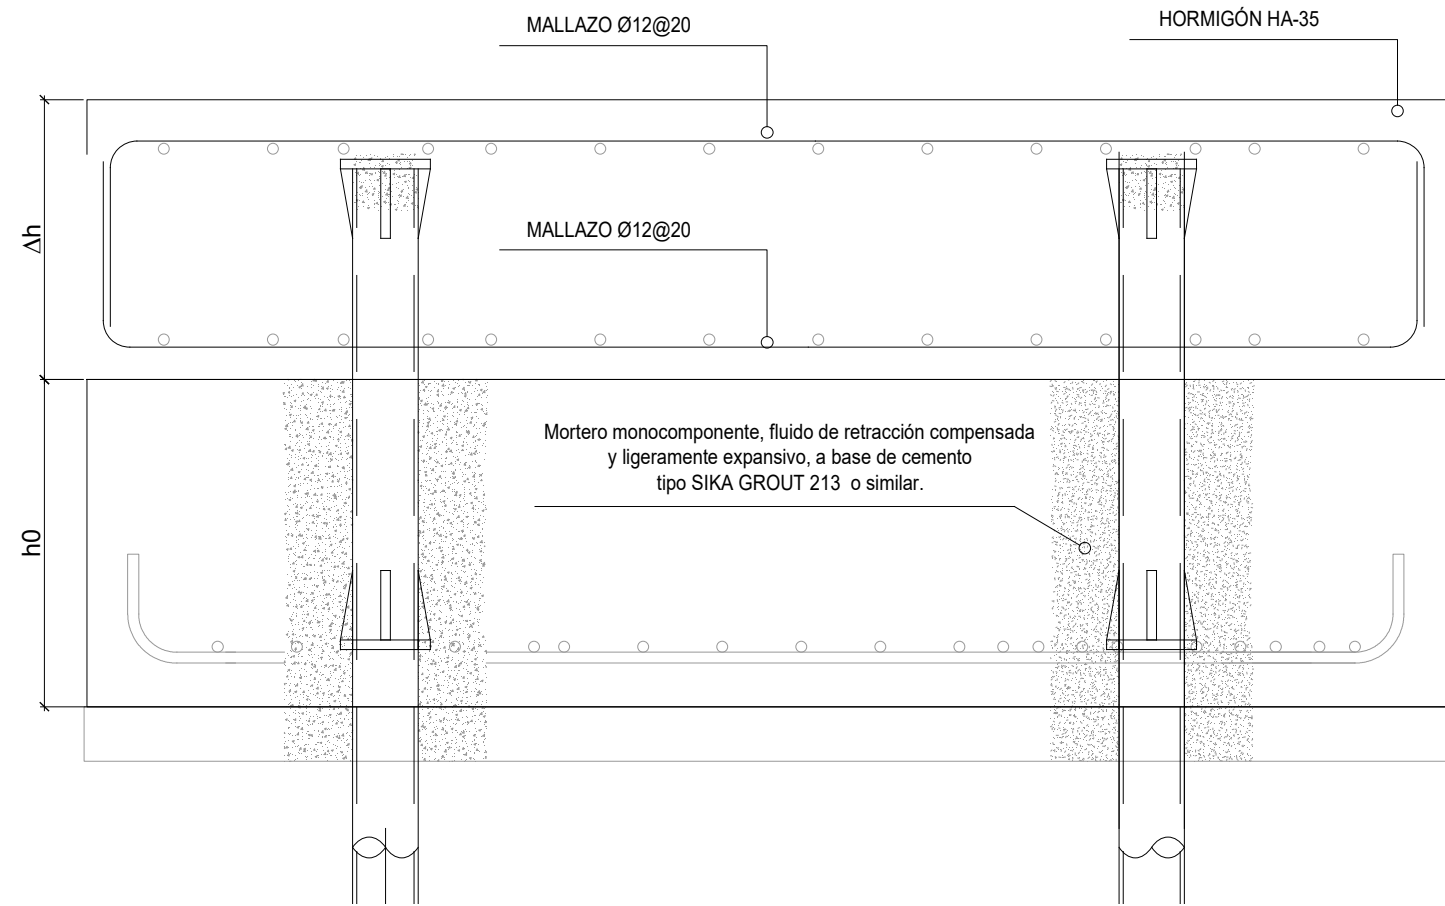 MALLAZO Ø12@20
HORMIGÓN HA-35
Δh
MALLAZO Ø12@20
h0
Mortero monocomponente, fluido de retracción compensada
y ligeramente expansivo, a base de cemento
tipo SIKA GROUT 213 o similar.